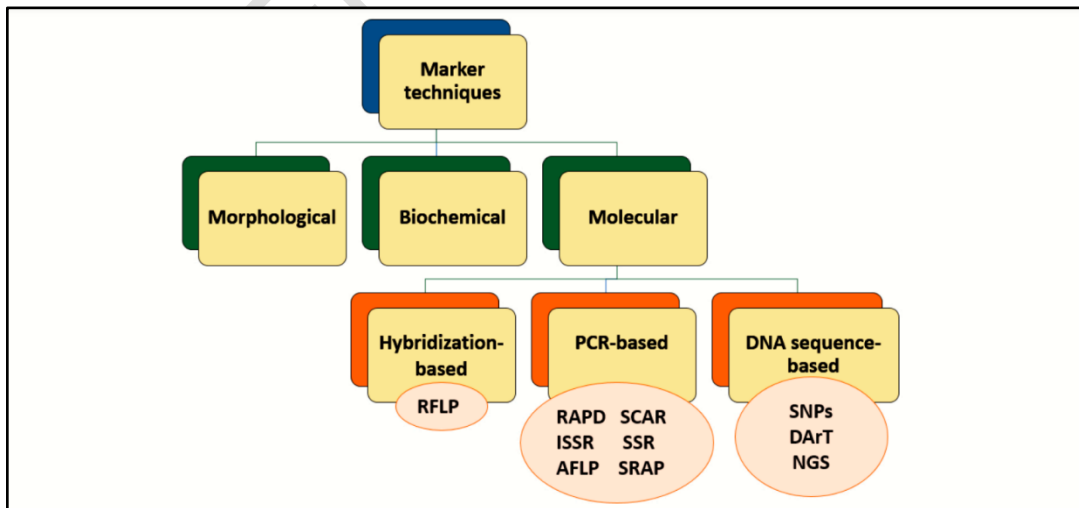 Marker
techniques
Morphological
Biochemical
Molecular
Hybridization-
based
PCR-based
DNA sequence-
based
RFLP
RAPD SCAR
ISSR SSR
AFLP SRAP
SNPs
DArT
NGS